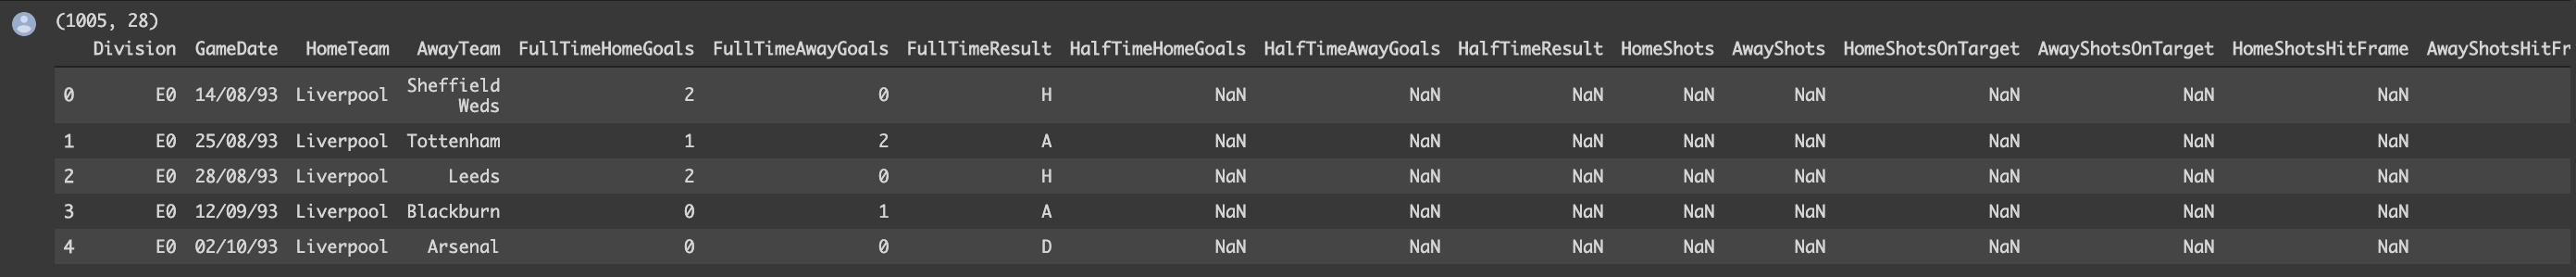 (1005, 28)
Division GameDate HomeTeam AwayTeam FullTimeHomeGoals FullTimeAwayGoals FullTimeResult HalfTimeHomeGoals HalfTimeAwayGoals HalfTimeResult HomeShots AwayShots HomeShotsOnTarget AwayShotsOnTarget HomeShotsHitFrame AwayShotsHitFr
0 E0 14/08/93 Liverpool Sheffield Weds 2 0 H NaN NaN NaN NaN NaN NaN NaN NaN
1 E0 25/08/93 Liverpool Tottenham 1 2 A NaN NaN NaN NaN NaN NaN NaN NaN
2 E0 28/08/93 Liverpool Leeds 2 0 H NaN NaN NaN NaN NaN NaN NaN NaN
3 E0 12/09/93 Liverpool Blackburn 0 1 A NaN NaN NaN NaN NaN NaN NaN NaN
4 E0 02/10/93 Liverpool Arsenal 0 0 D NaN NaN NaN NaN NaN NaN NaN NaN